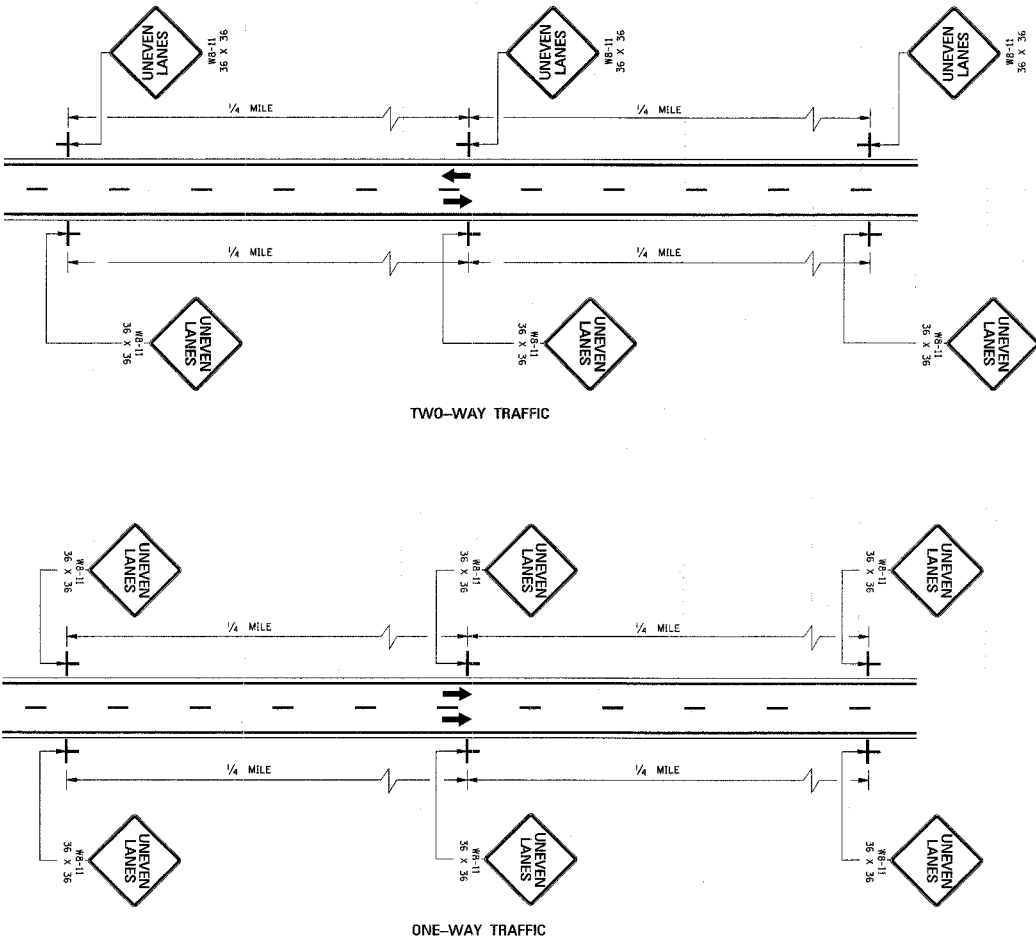 UNEVEN
LANES
W8-11
36 X 36
UNEVEN
LANES
W8-11
36 X 36
UNEVEN
LANES
W8-11
36 X 36
1/4 MILE
1/4 MILE
1/4 MILE
1/4 MILE
W8-11
36 X 36
UNEVEN
LANES
W8-11
36 X 36
UNEVEN
LANES
W8-11
36 X 36
UNEVEN
LANES
TWO-WAY TRAFFIC
W8-11
36 X 36
UNEVEN
LANES
W8-11
36 X 36
UNEVEN
LANES
W8-11
36 X 36
UNEVEN
LANES
1/4 MILE
1/4 MILE
1/4 MILE
1/4 MILE
W8-11
36 X 36
UNEVEN
LANES
W8-11
36 X 36
UNEVEN
LANES
W8-11
36 X 36
UNEVEN
LANES
ONE-WAY TRAFFIC